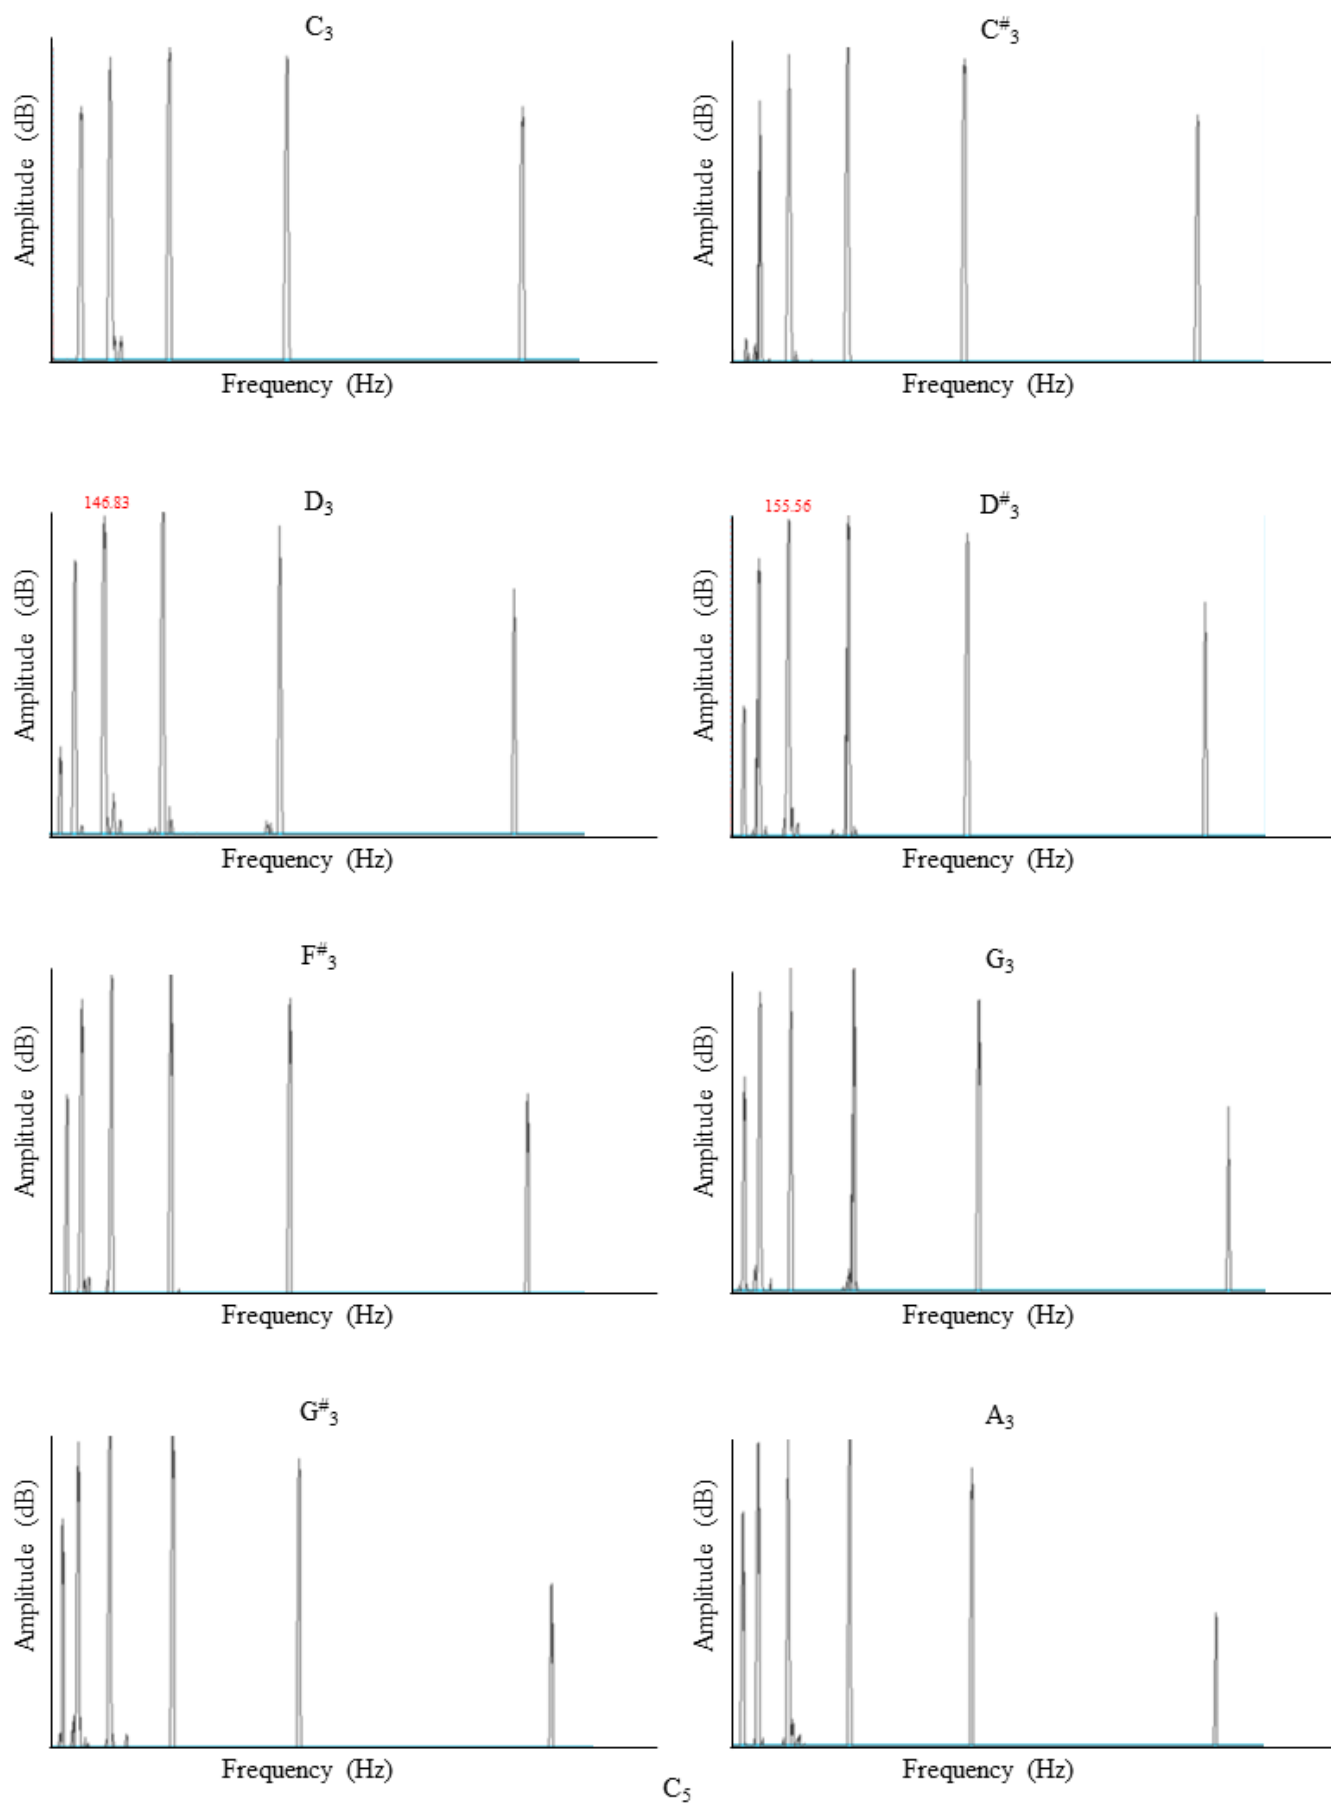 C₃
Amplitude (dB)
Frequency (Hz)
C#₃
Amplitude (dB)
Frequency (Hz)
D₃
146.83
Amplitude (dB)
Frequency (Hz)
D#₃
155.56
Amplitude (dB)
Frequency (Hz)
F#₃
Amplitude (dB)
Frequency (Hz)
G₃
Amplitude (dB)
Frequency (Hz)
G#₃
Amplitude (dB)
Frequency (Hz)
A₃
Amplitude (dB)
Frequency (Hz)
C₅